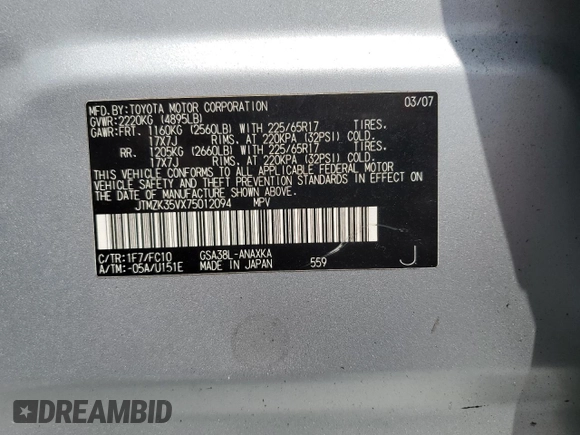 MFD.BY:TOYOTA MOTOR CORPORATION 03/07
GVWR:2220KG (4895LB)
GAWR:FRT. 1160KG (2560LB) WITH 225/65R17 TIRES.
17X7J RIMS. AT 220KPA (32PSI) COLD.
RR. 1205KG (2660LB) WITH 225/65R17 TIRES.
17X7J RIMS. AT 220KPA (32PSI) COLD.
THIS VEHICLE CONFORMS TO ALL APPLICABLE FEDERAL MOTOR
VEHICLE SAFETY, BUMPER, AND THEFT PREVENTION STANDARDS IN
EFFECT ON THE DATE OF MANUFACTURE SHOWN ABOVE.
JTMZK35VX75012094 MPV
C/TR:1F7/FC10 GSA38L-ANAXKA
A/TM:-05A/U151E MADE IN JAPAN 559 J
DREAMBID